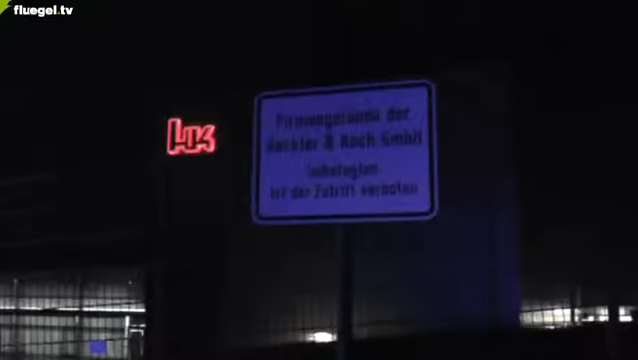 fluegel.tv
HK
Firmengelände der
Heckler & Koch GmbH
Unbefugten
ist der Zutritt verboten